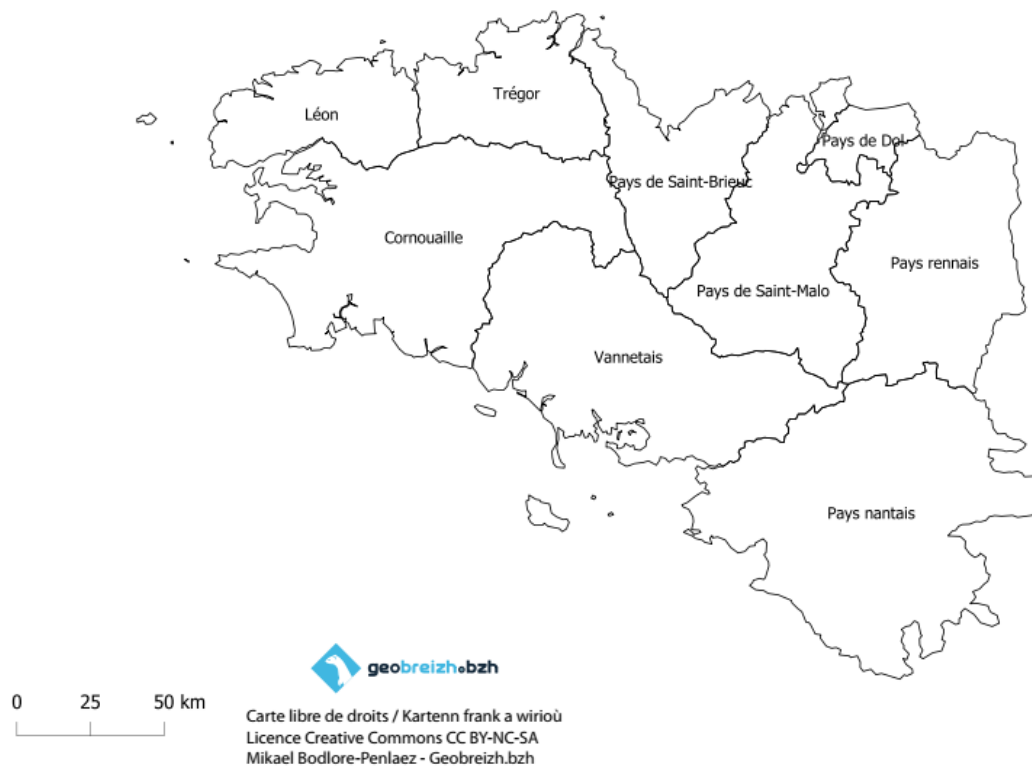 Trégor
Léon
Pays de Dol
Pays de Saint-Brieuc
Cornouaille
Pays rennais
Pays de Saint-Malo
Vannetais
Pays nantais
geobreizh.bzh
0 25 50 km
Carte libre de droits / Kartenn frank a wirioù
Licence Creative Commons CC BY-NC-SA
Mikael Bodlore-Penlaez - Geobreizh.bzh